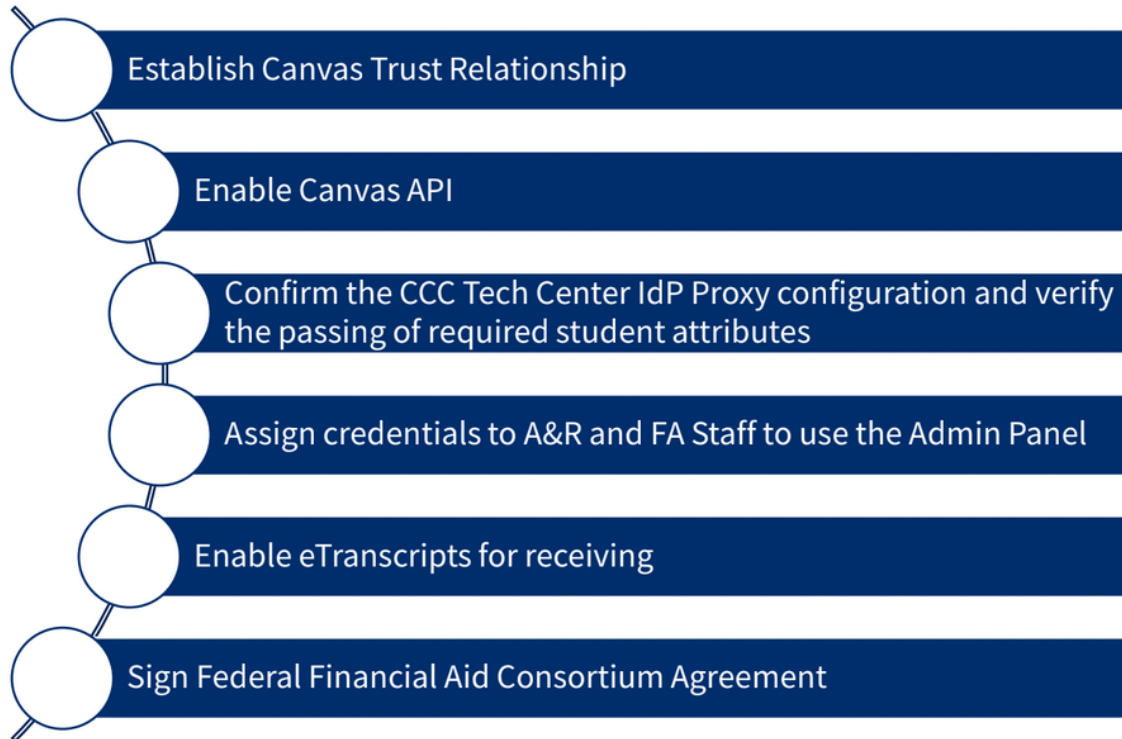 Establish Canvas Trust Relationship
Enable Canvas API
Confirm the CCC Tech Center IdP Proxy configuration and verify
the passing of required student attributes
Assign credentials to A&R and FA Staff to use the Admin Panel
Enable eTranscripts for receiving
Sign Federal Financial Aid Consortium Agreement